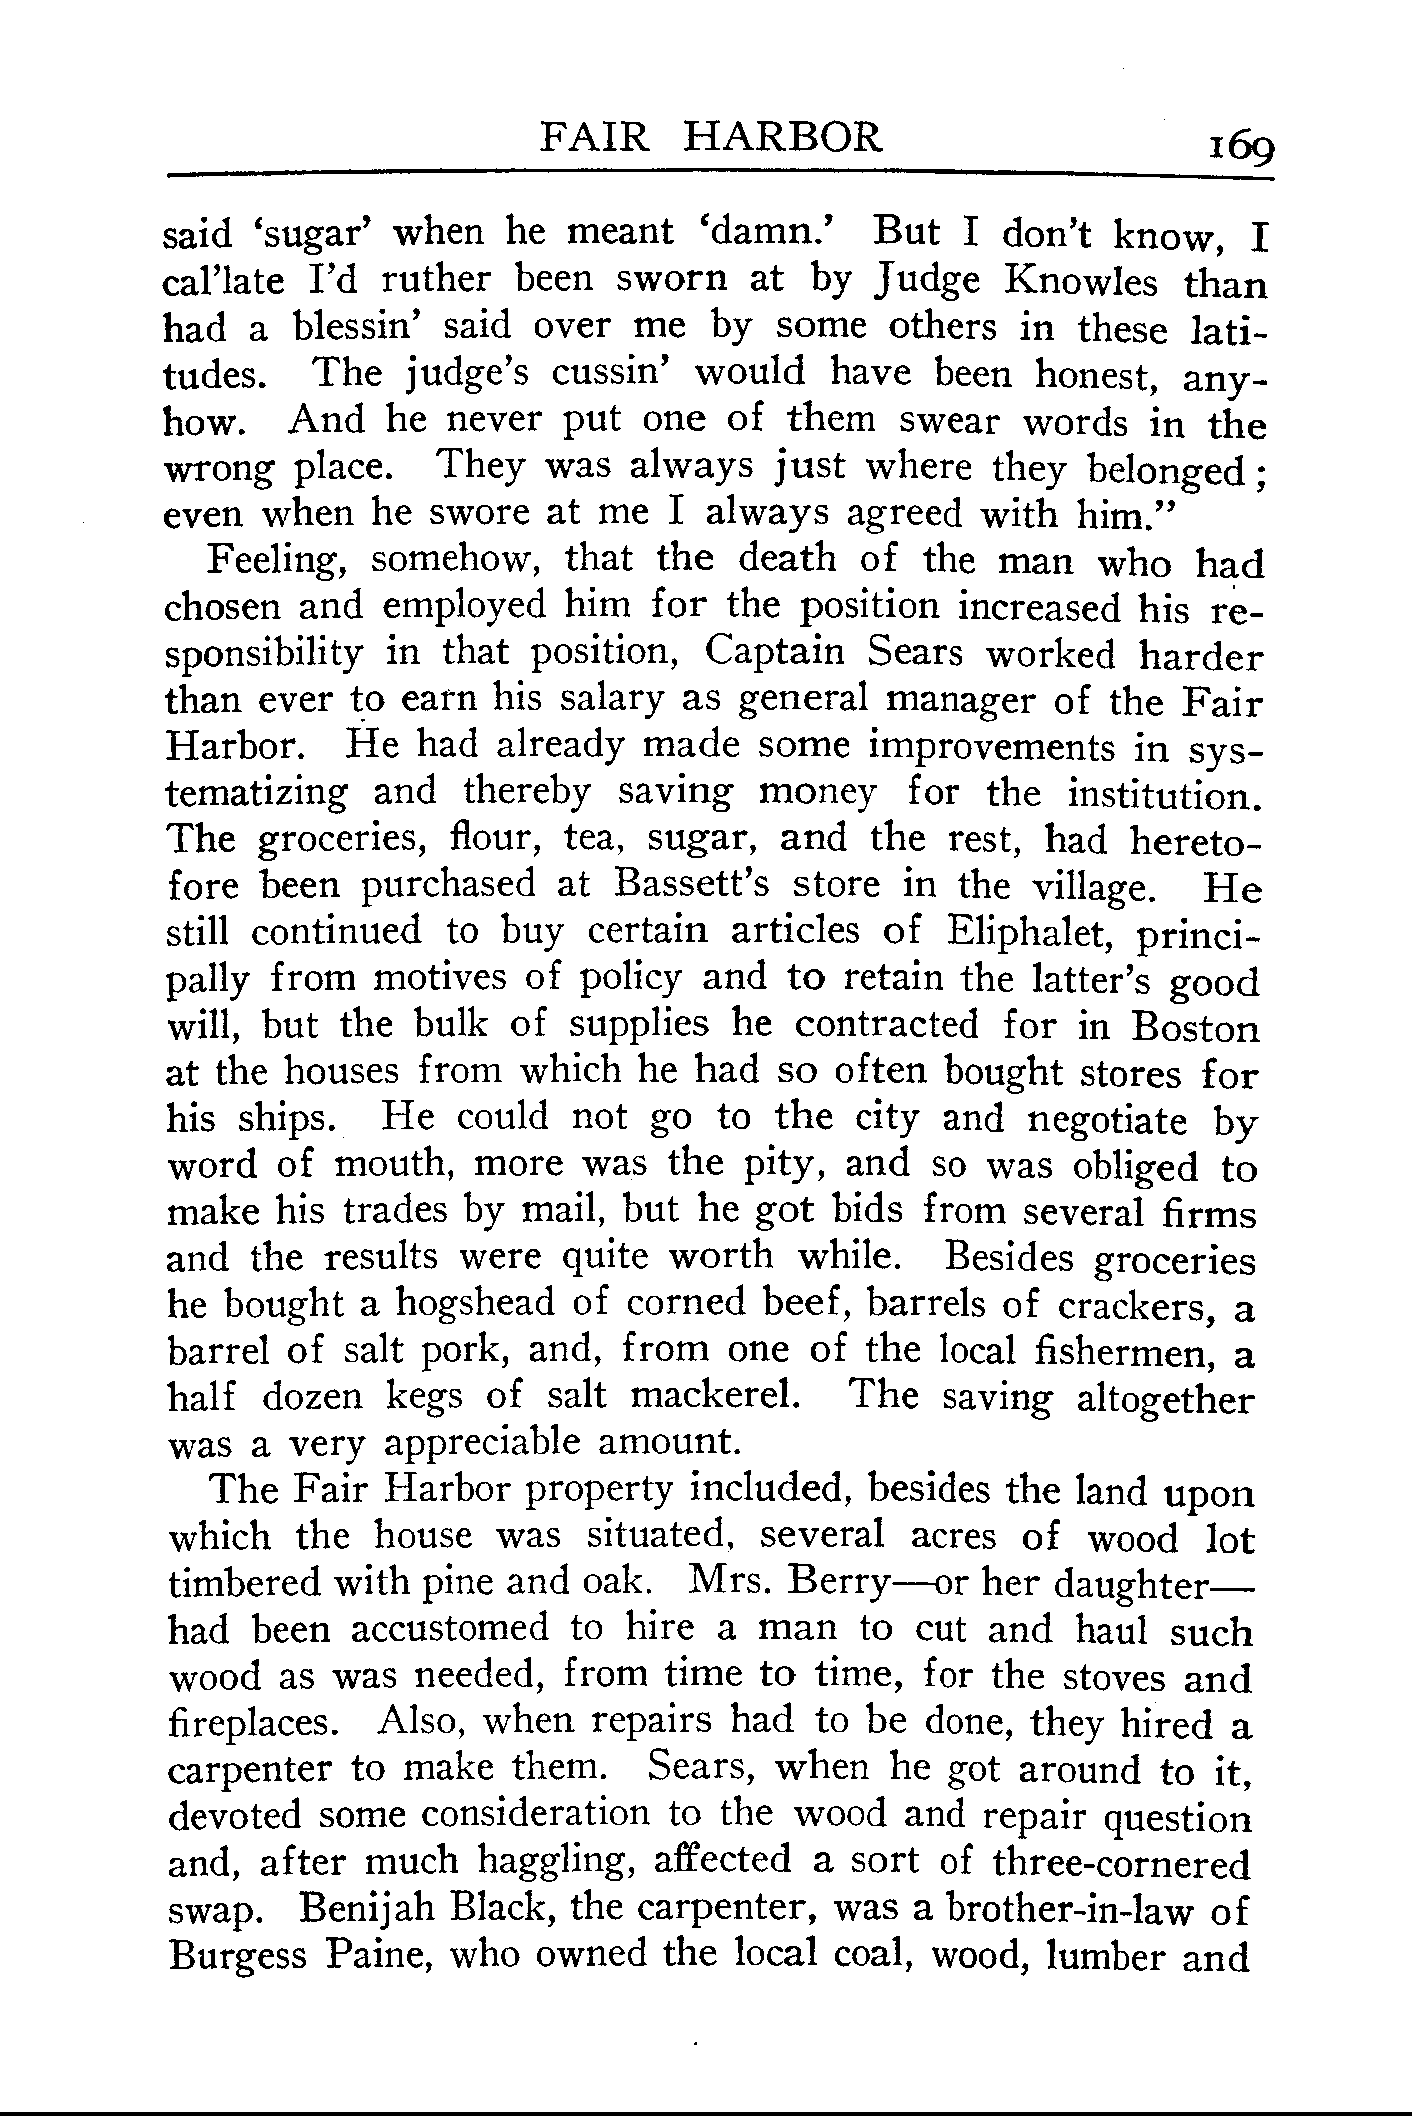 FAIR HARBOR 169
said ‘sugar’ when he meant ‘damn.’ But I don’t know, I
cal’late I’d ruther been sworn at by Judge Knowles than
had a blessin’ said over me by some others in these lati-
tudes. The judge’s cussin’ would have been honest, any-
how. And he never put one of them swear words in the
wrong place. They was always just where they belonged;
even when he swore at me I always agreed with him.”
Feeling, somehow, that the death of the man who had
chosen and employed him for the position increased his re-
sponsibility in that position, Captain Sears worked harder
than ever to earn his salary as general manager of the Fair
Harbor. He had already made some improvements in sys-
tematizing and thereby saving money for the institution.
The groceries, flour, tea, sugar, and the rest, had hereto-
fore been purchased at Bassett’s store in the village. He
still continued to buy certain articles of Eliphalet, princi-
pally from motives of policy and to retain the latter’s good
will, but the bulk of supplies he contracted for in Boston
at the houses from which he had so often bought stores for
his ships. He could not go to the city and negotiate by
word of mouth, more was the pity, and so was obliged to
make his trades by mail, but he got bids from several firms
and the results were quite worth while. Besides groceries
he bought a hogshead of corned beef, barrels of crackers, a
barrel of salt pork, and, from one of the local fishermen, a
half dozen kegs of salt mackerel. The saving altogether
was a very appreciable amount.
The Fair Harbor property included, besides the land upon
which the house was situated, several acres of wood lot
timbered with pine and oak. Mrs. Berry—or her daughter—
had been accustomed to hire a man to cut and haul such
wood as was needed, from time to time, for the stoves and
fireplaces. Also, when repairs had to be done, they hired a
carpenter to make them. Sears, when he got around to it,
devoted some consideration to the wood and repair question
and, after much haggling, affected a sort of three-cornered
swap. Benijah Black, the carpenter, was a brother-in-law of
Burgess Paine, who owned the local coal, wood, lumber and